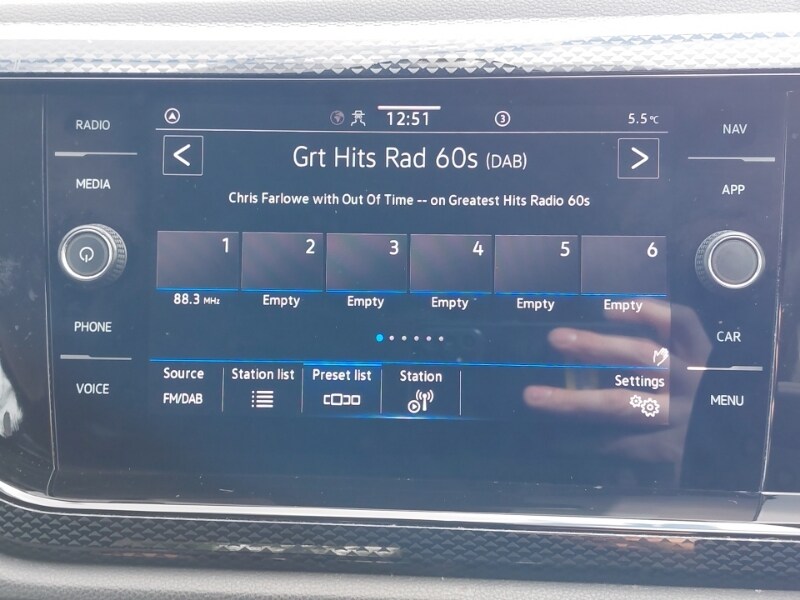 RADIO
MEDIA
PHONE
VOICE
12:51
3
5.5°C
Grt Hits Rad 60s (DAB)
Chris Farlowe with Out Of Time -- on Greatest Hits Radio 60s
1 2 3 4 5 6
88.3 MHz Empty Empty Empty Empty Empty
Source Station list Preset list Station Settings
FM/DAB
NAV
APP
CAR
MENU